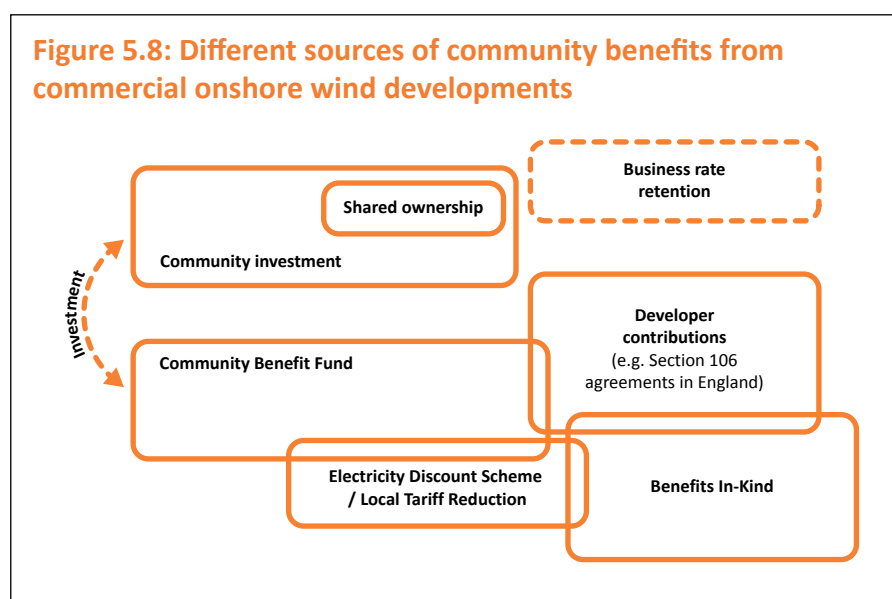 Figure 5.8: Different sources of community benefits from
commercial onshore wind developments
Business rate
retention
Shared ownership
Community investment
Investment
Developer
contributions
(e.g. Section 106
agreements in England)
Community Benefit Fund
Electricity Discount Scheme
/ Local Tariff Reduction
Benefits In-Kind